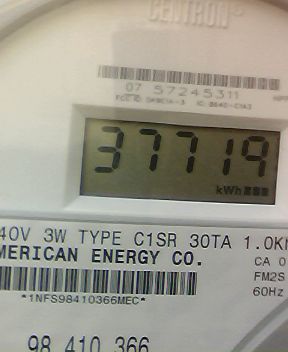 CENTRON®
07 57245311
37719
kWh
40V 3W TYPE C1SR 30TA 1.0K
MERICAN ENERGY CO.
CA 0
FM2S
*1NFS98410366MEC*
60Hz
98 410 366